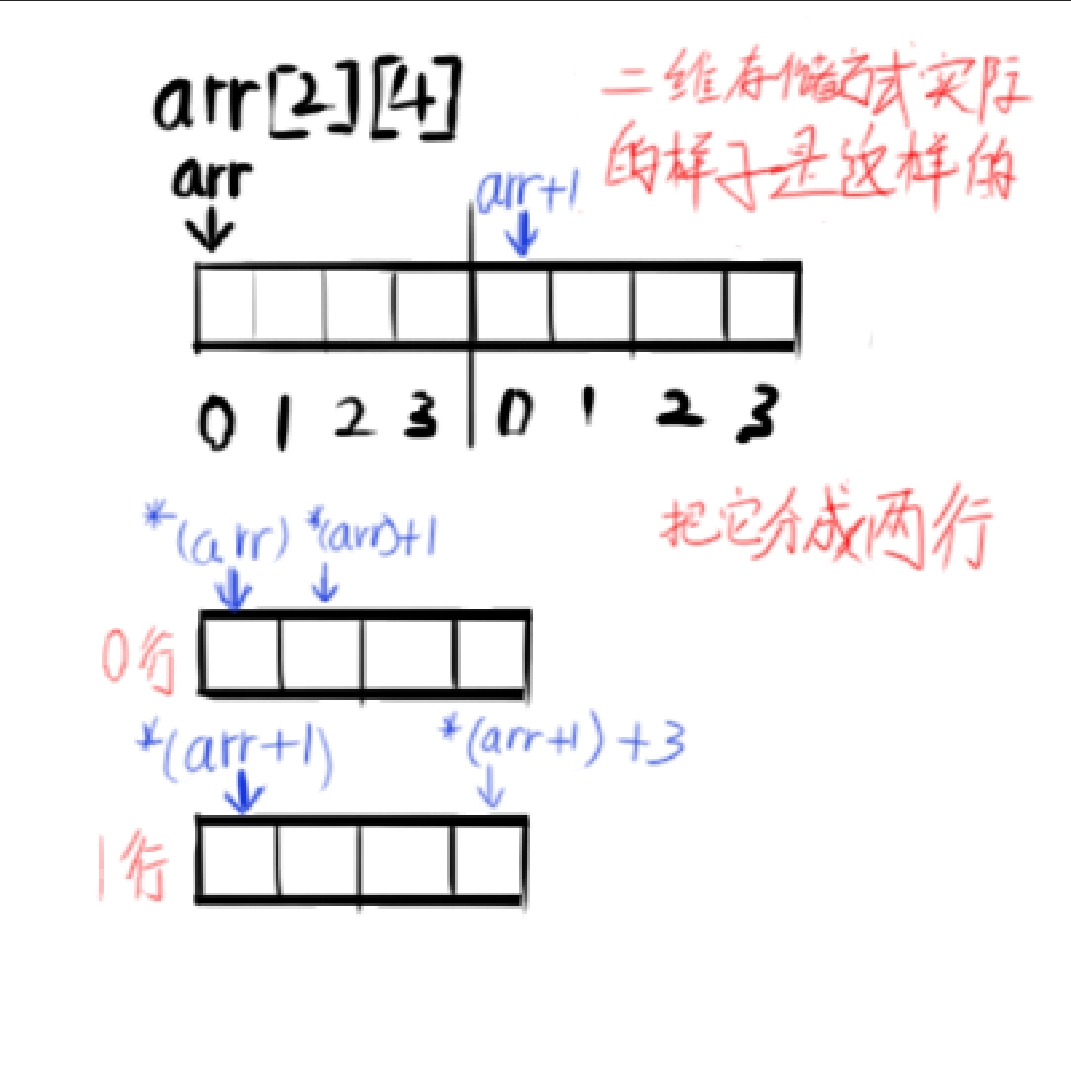 arr[2][4]
二维存储方式实际
的样子是这样的
arr
arr+1
0 1 2 3 0 1 2 3
把它分成两行
*(arr) *(arr)+1
0行
*(arr+1) *(arr+1)+3
1行